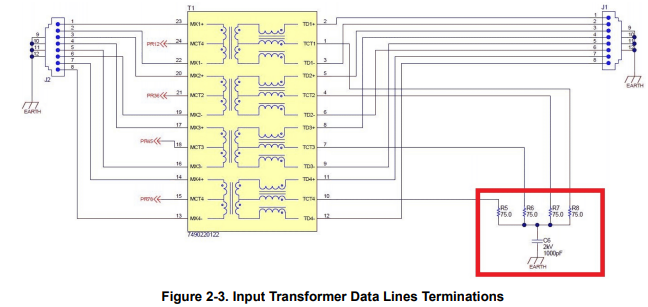 T1
J1
J2
1
2
3
4
5
6
7
8
9
10
11
12
EARTH
23 MX1+ TD1+ 2
PR12 24 MCT4 TCT1 1
22 MX1- TD1- 3
20 MX2+ TD2+ 5
PR36 21 MCT2 TCT2 4
19 MX2- TD2- 6
17 MX3+ TD3+ 8
PR45 18 MCT3 TCT3 7
16 MX3- TD3- 9
14 MX4+ TD4+ 11
PR78 15 MCT4 TCT4 10
13 MX4- TD4- 12
7490220122
1
2
3
4
5
6
7
8
9
10
11
12
EARTH
R5 R6 R7 R8
75.0 75.0 75.0 75.0
C6
2kV
1000pF
EARTH
Figure 2-3. Input Transformer Data Lines Terminations